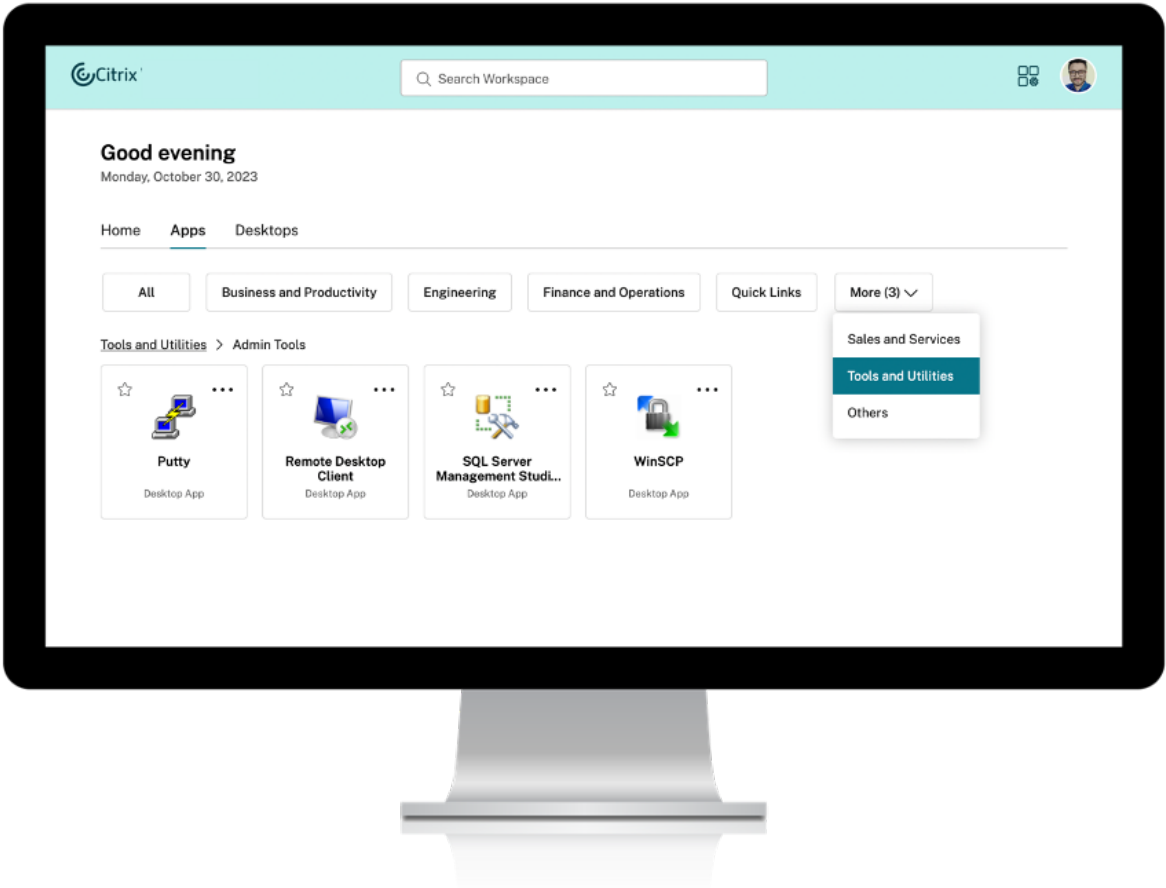 Citrix
Search Workspace
Good evening
Monday, October 30, 2023
Home Apps Desktops
All Business and Productivity Engineering Finance and Operations Quick Links More (3)
Sales and Services
Tools and Utilities
Others
Tools and Utilities > Admin Tools
Putty
Desktop App
Remote Desktop
Client
Desktop App
SQL Server
Management Studi...
Desktop App
WinSCP
Desktop App